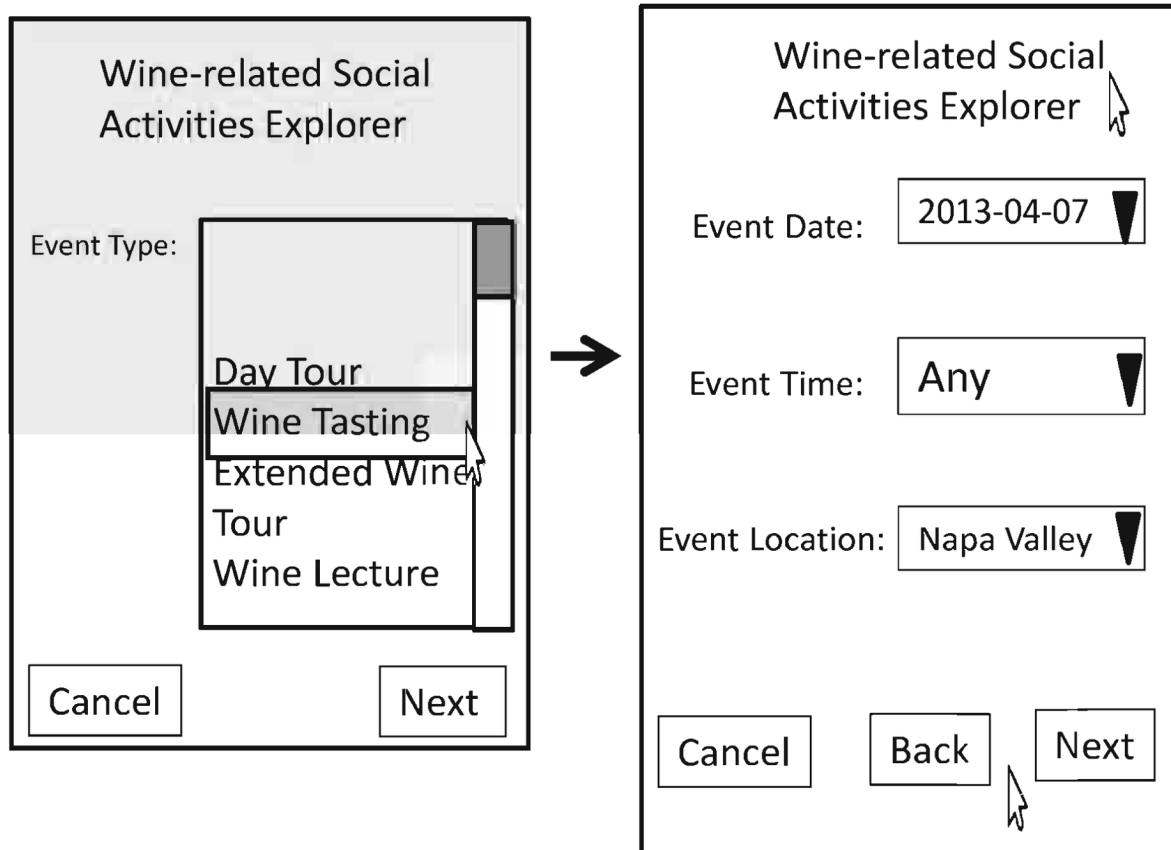 Wine-related Social
Activities Explorer
Event Type:
Day Tour
Wine Tasting
Extended Wine
Tour
Wine Lecture
Cancel
Next
Wine-related Social
Activities Explorer
Event Date:
2013-04-07
Event Time:
Any
Event Location:
Napa Valley
Cancel
Back
Next